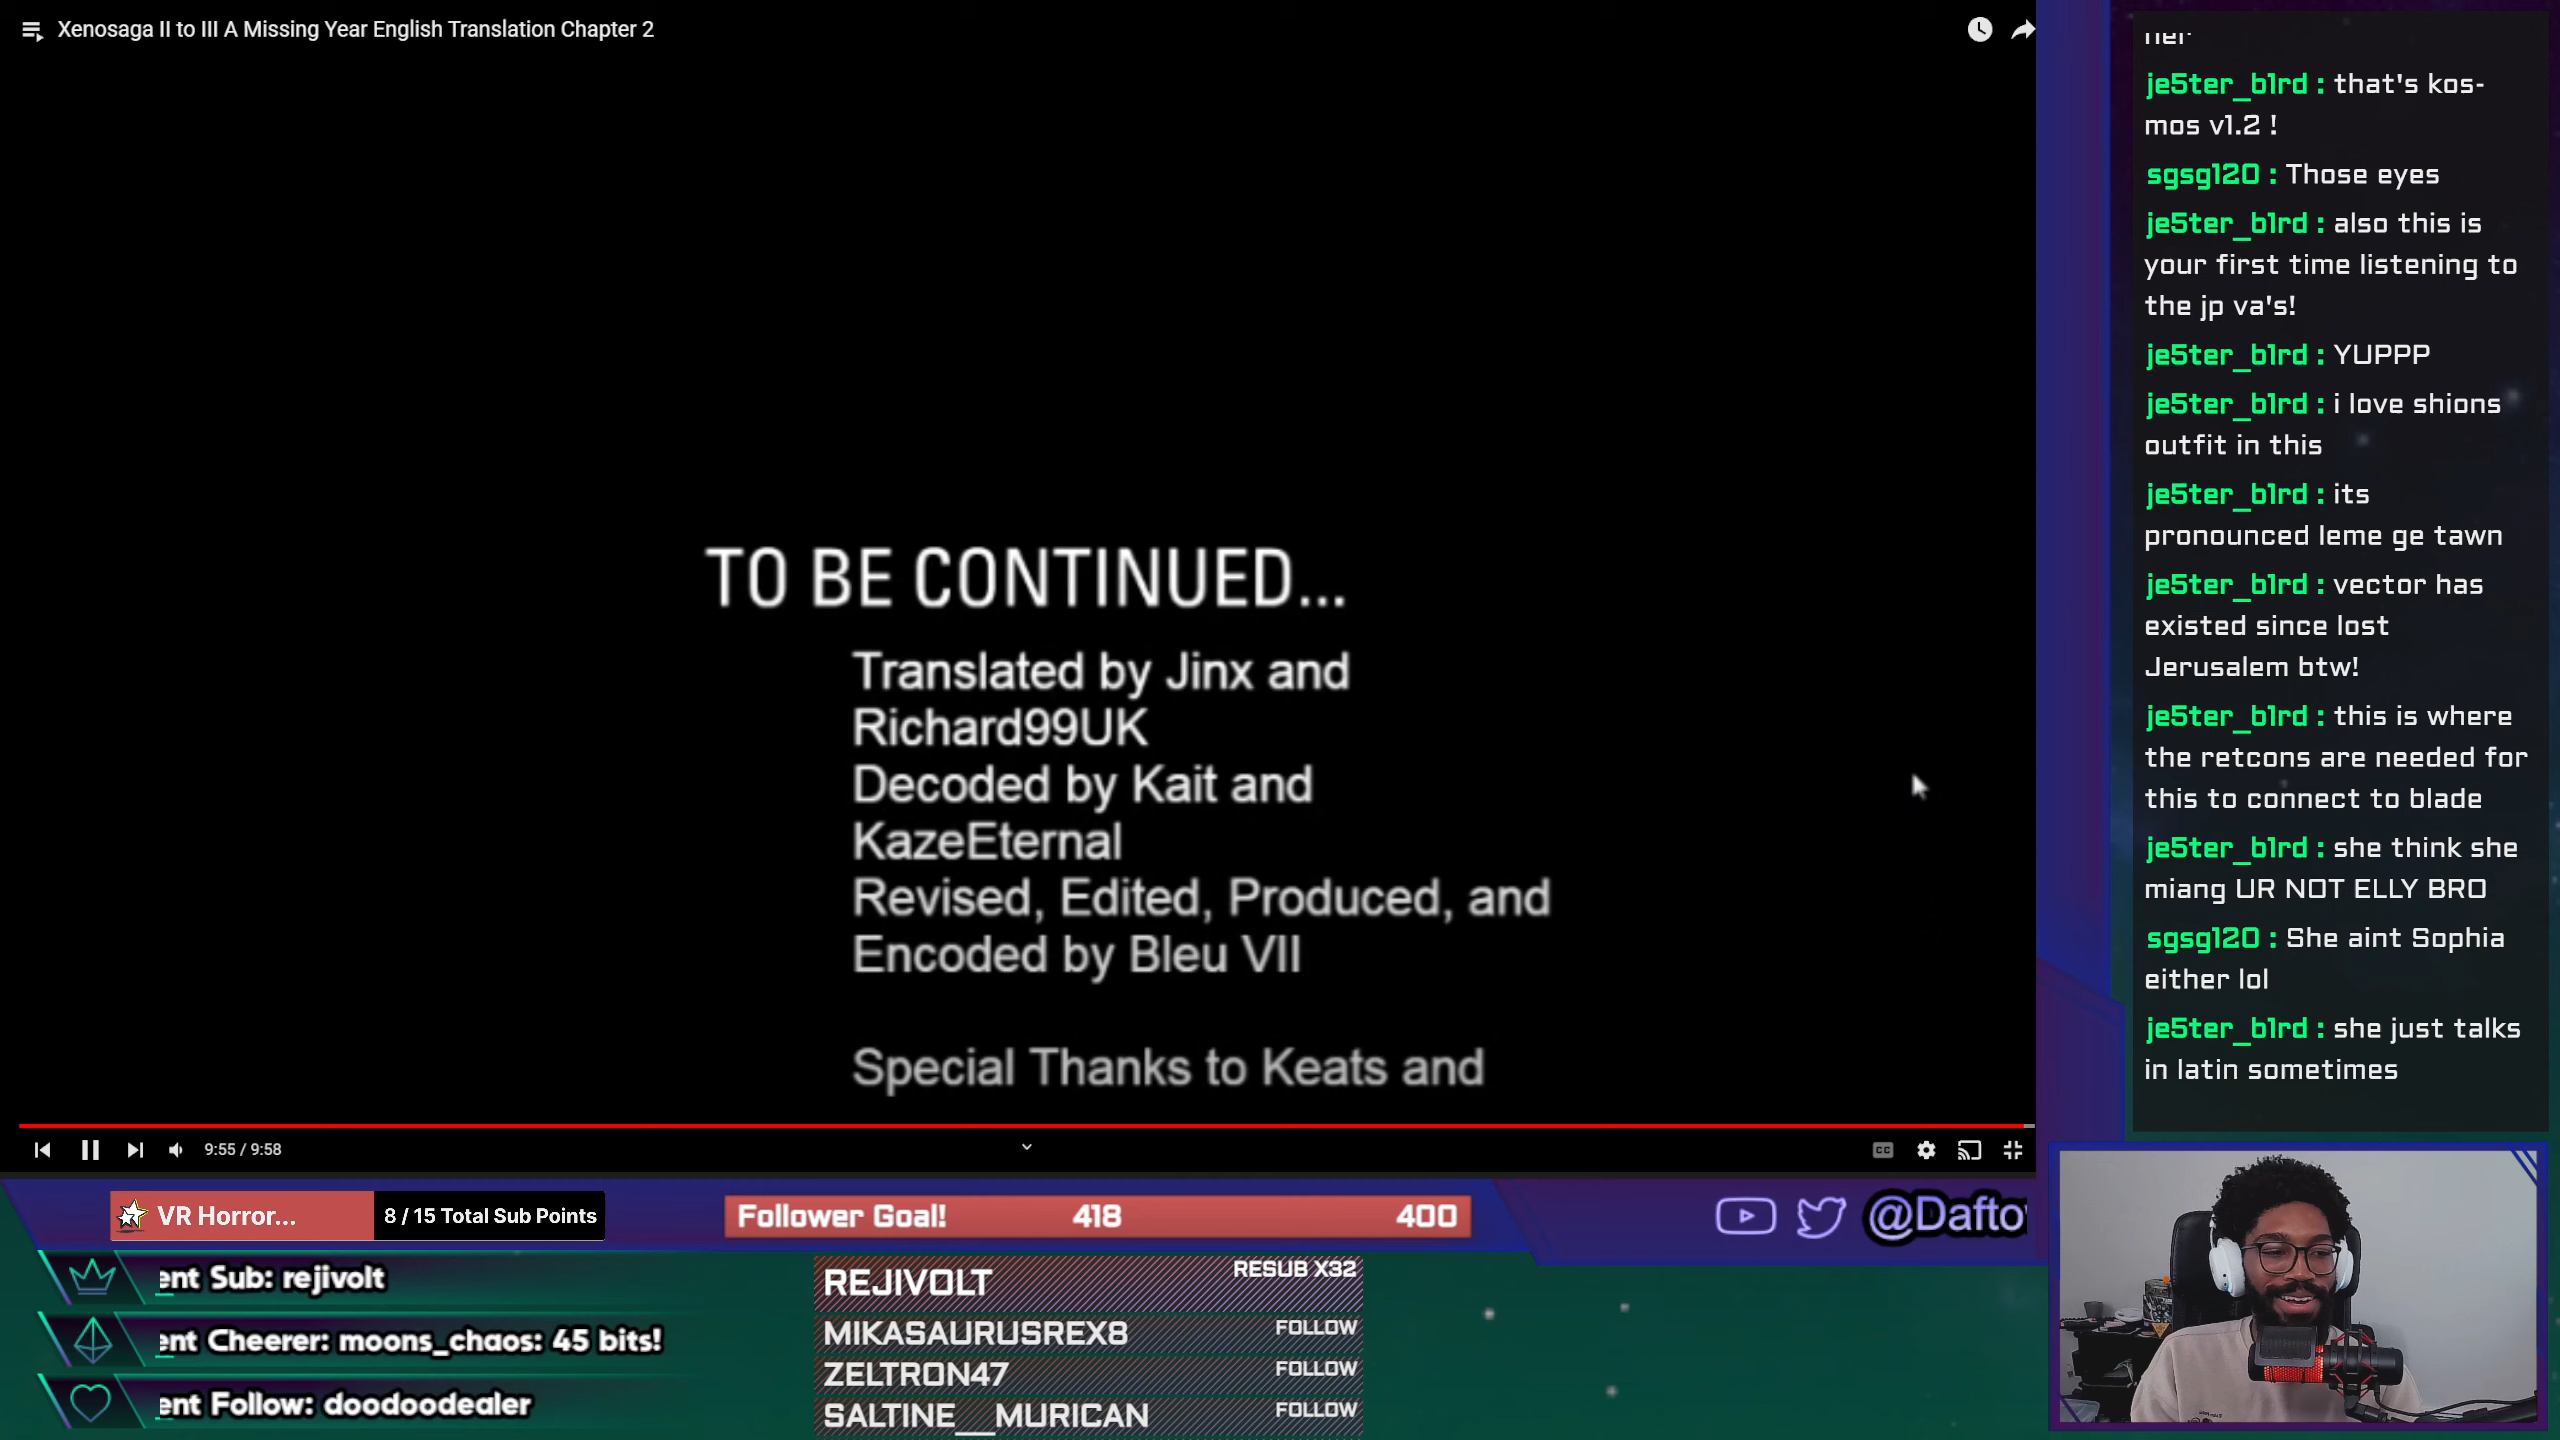 Xenosaga II to III A Missing Year English Translation Chapter 2
TO BE CONTINUED...
Translated by Jinx and
Richard99UK
Decoded by Kait and
KazeEternal
Revised, Edited, Produced, and
Encoded by Bleu VII
Special Thanks to Keats and
9:55 / 9:58
CC
je5ter_b1rd : that's kos-
mos v1.2 !
sgsg120 : Those eyes
je5ter_b1rd : also this is
your first time listening to
the jp va's!
je5ter_b1rd : YUPPP
je5ter_b1rd : i love shions
outfit in this
je5ter_b1rd : its
pronounced leme ge tawn
je5ter_b1rd : vector has
existed since lost
Jerusalem btw!
je5ter_b1rd : this is where
the retcons are needed for
this to connect to blade
je5ter_b1rd : she think she
miang UR NOT ELLY BRO
sgsg120 : She aint Sophia
either lol
je5ter_b1rd : she just talks
in latin sometimes
VR Horror...
8 / 15 Total Sub Points
Follower Goal! 418 400
@Dafto
ent Sub: rejivolt
ent Cheerer: moons_chaos: 45 bits!
ent Follow: doodoodealer
REJIVOLT RESUB X32
MIKASAURUSREX8 FOLLOW
ZELTRON47 FOLLOW
SALTINE__MURICAN FOLLOW